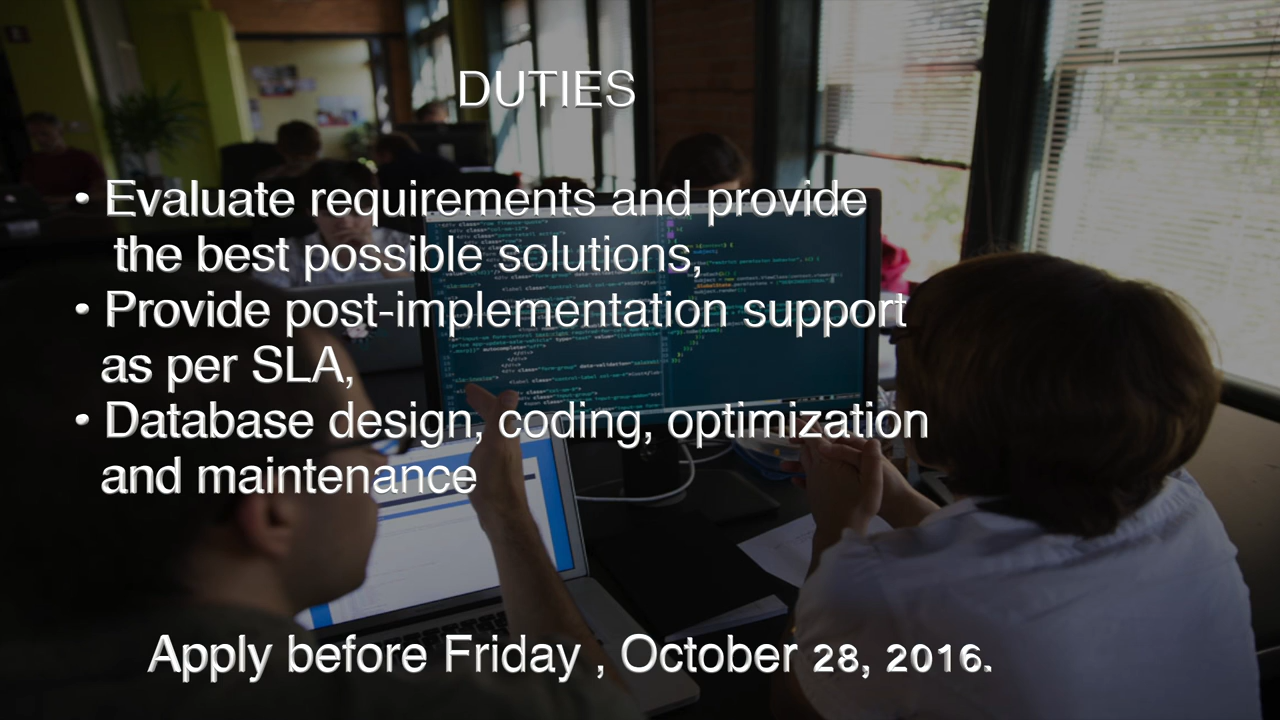 DUTIES
• Evaluate requirements and provide
the best possible solutions,
• Provide post-implementation support
as per SLA,
• Database design, coding, optimization
and maintenance
Apply before Friday , October 28, 2016.